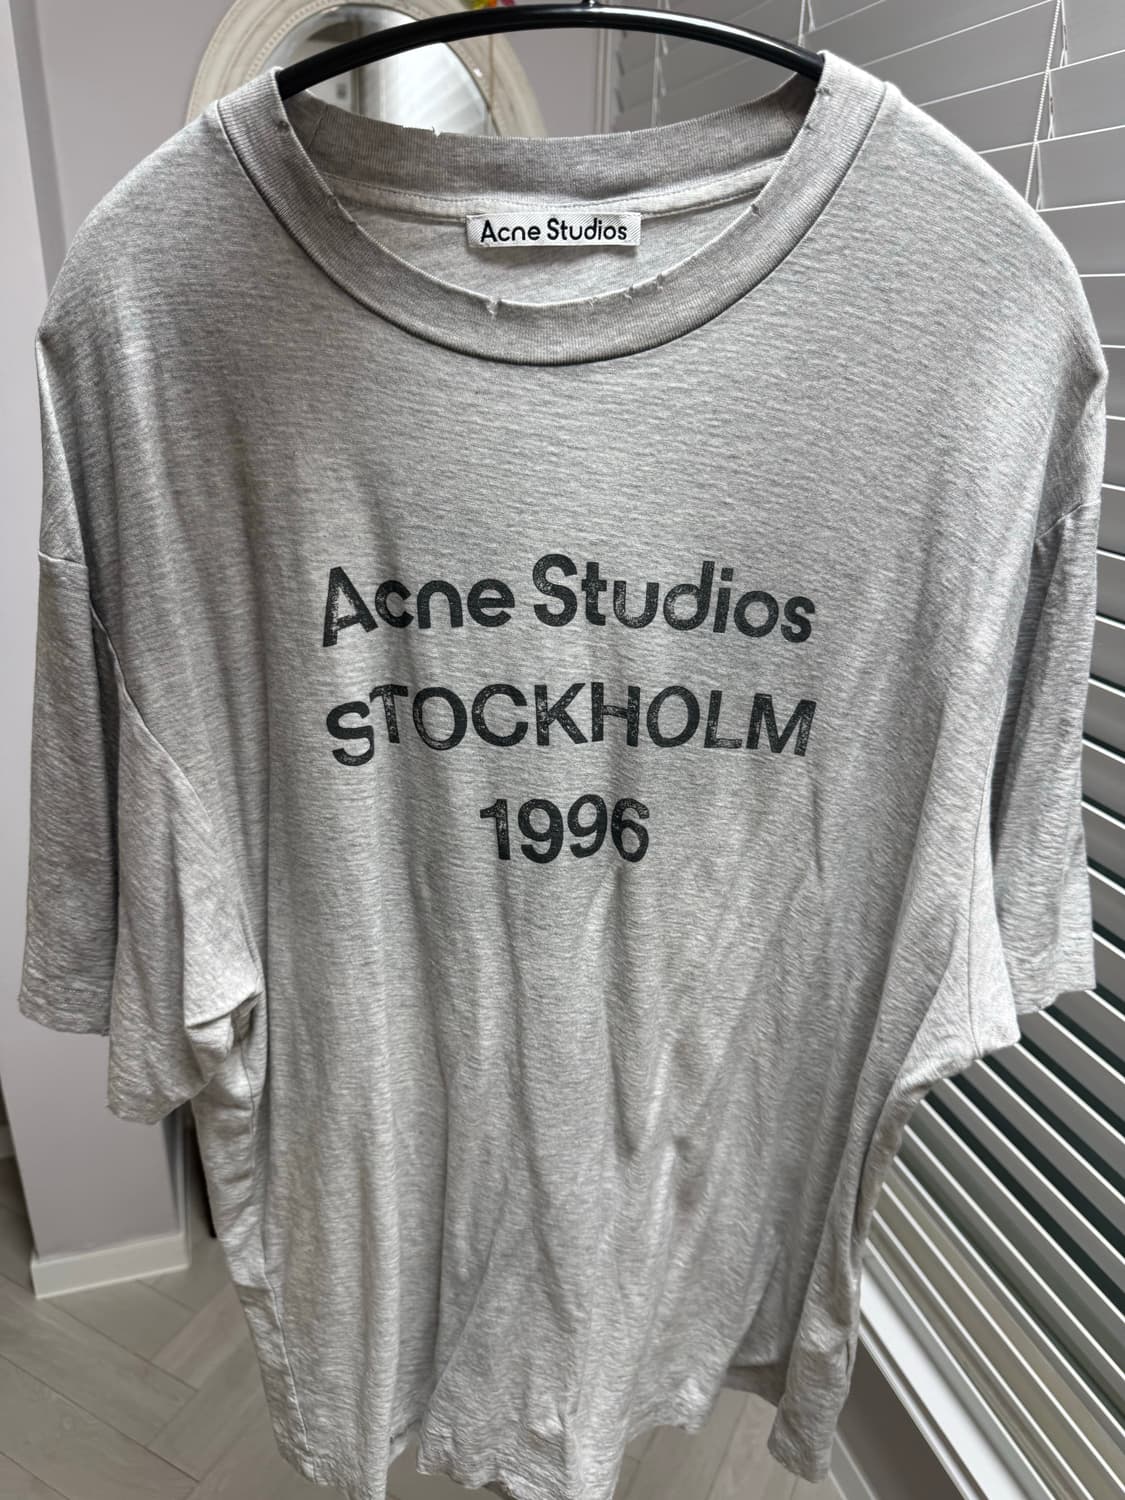 Acne Studios
Acne Studios
STOCKHOLM
1996